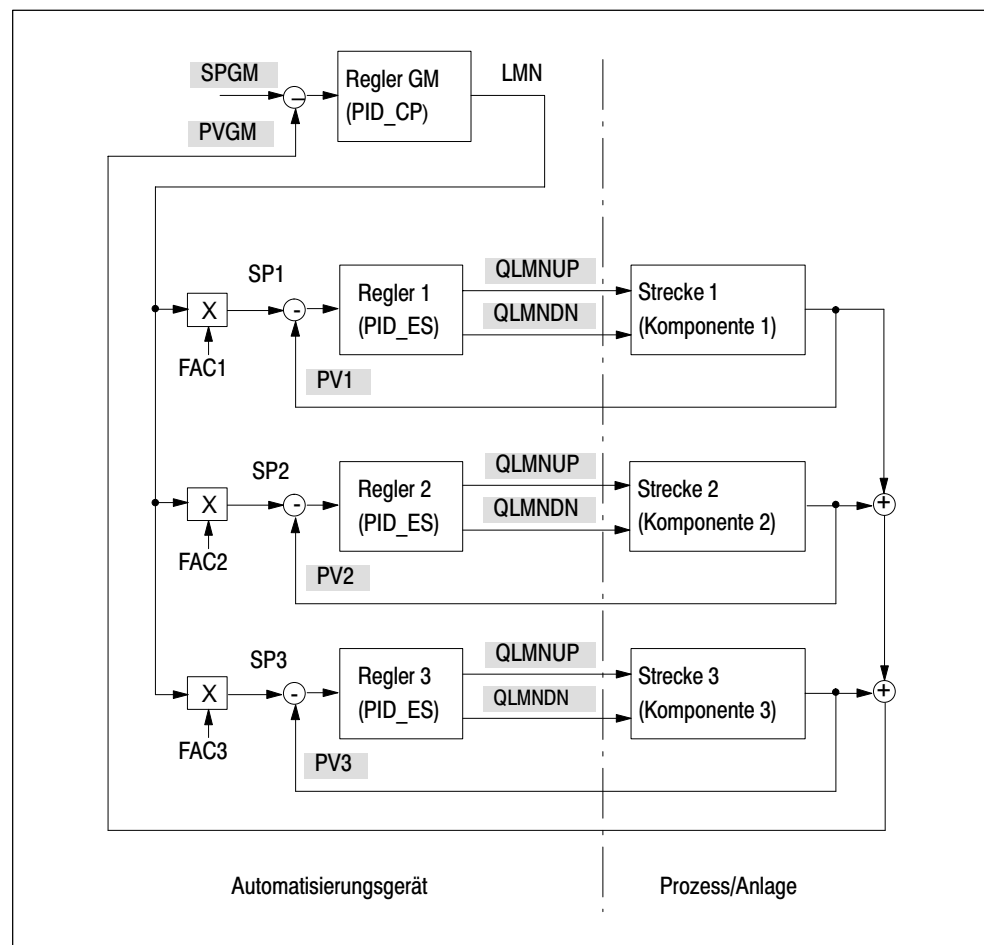 SPGM
PVGM
Regler GM
(PID_CP)
LMN
SP1
X
FAC1
Regler 1
(PID_ES)
QLMNUP
QLMNDN
Strecke 1
(Komponente 1)
PV1
SP2
X
FAC2
Regler 2
(PID_ES)
QLMNUP
QLMNDN
Strecke 2
(Komponente 2)
PV2
SP3
X
FAC3
Regler 3
(PID_ES)
QLMNUP
QLMNDN
Strecke 3
(Komponente 3)
PV3
Automatisierungsgerät
Prozess/Anlage